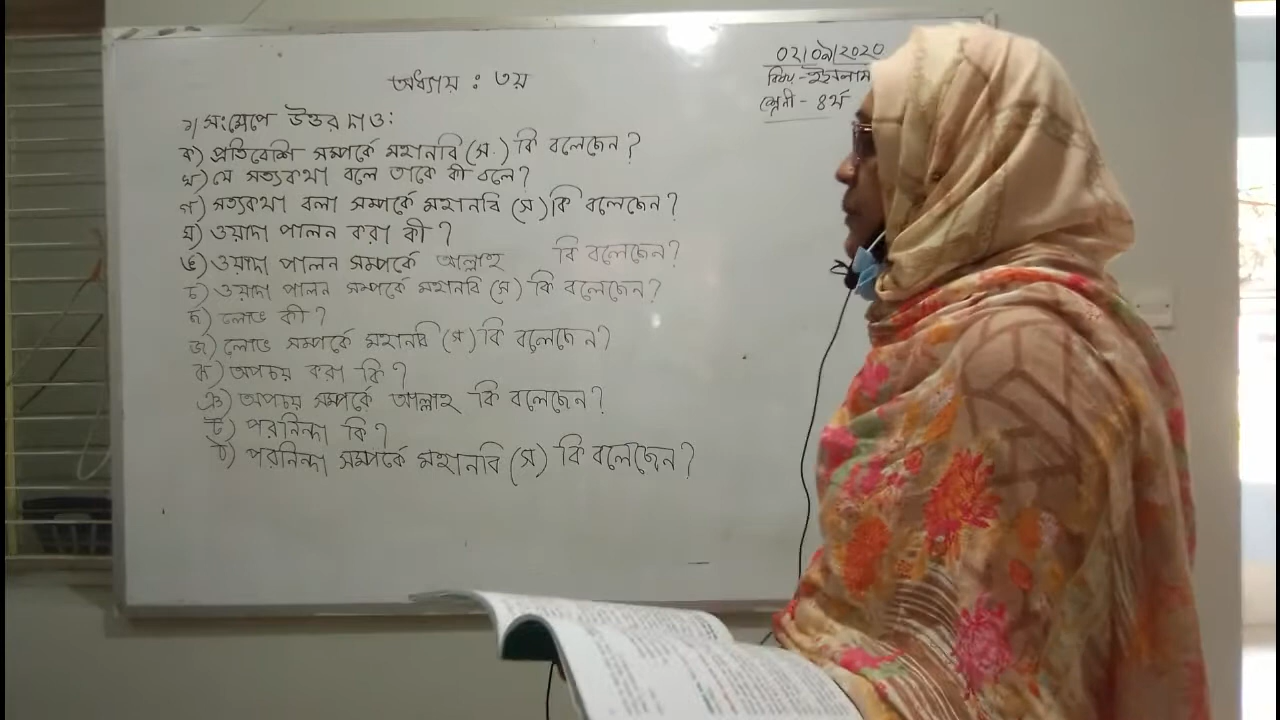 অধ্যায় : ৩য়
০২/০৯/২০২০
বিষয় - ইসলাম
শ্রেনী - ৪র্থ
১। সংক্ষেপে উত্তর দাও:
ক) প্রতিবেশি সম্পর্কে মহানবি (স.) কি বলেছেন?
খ) যে সত্যকথা বলে তাকে কী বলে?
গ) সত্যকথা বলা সম্পর্কে মহানবি (স) কি বলেছেন?
ঘ) ওয়াদা পালন করা কী?
ঙ) ওয়াদা পালন সম্পর্কে আল্লাহ কি বলেছেন?
চ) ওয়াদা পালন সম্পর্কে মহানবি (স) কি বলেছেন?
ছ) লোভ কী?
জ) লোভ সম্পর্কে মহানবি (স) কি বলেছেন?
ঝ) অপচয় করা কি?
ঞ) অপচয় সম্পর্কে আল্লাহ কি বলেছেন?
ট) পরনিন্দা কি?
ঠ) পরনিন্দা সম্পর্কে মহানবি (স) কি বলেছেন?